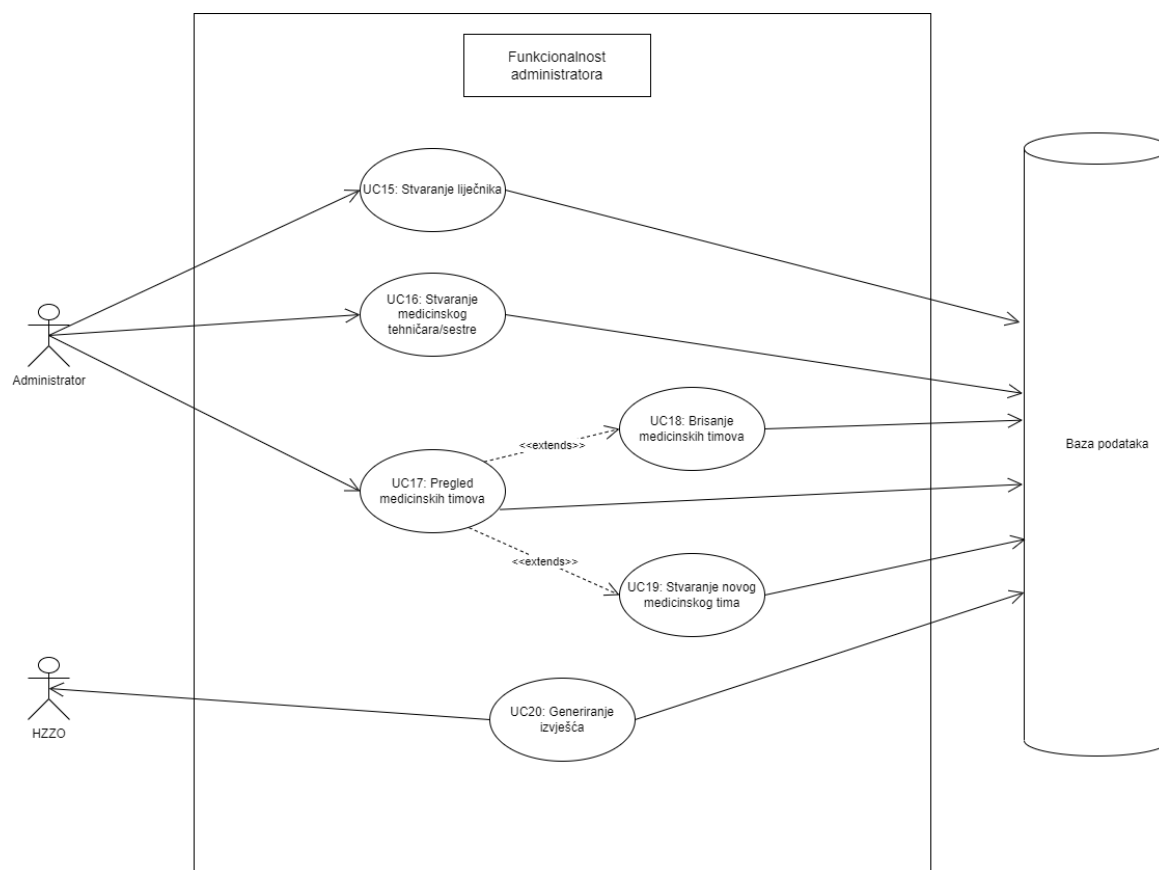 Funkcionalnost
administratora
UC15: Stvaranje liječnika
UC16: Stvaranje
medicinskog
tehničara/sestre
Administrator
UC18: Brisanje
medicinskih timova
<<extends>>
Baza podataka
UC17: Pregled
medicinskih timova
<<extends>>
UC19: Stvaranje novog
medicinskog tima
UC20: Generiranje
izvješća
HZZO